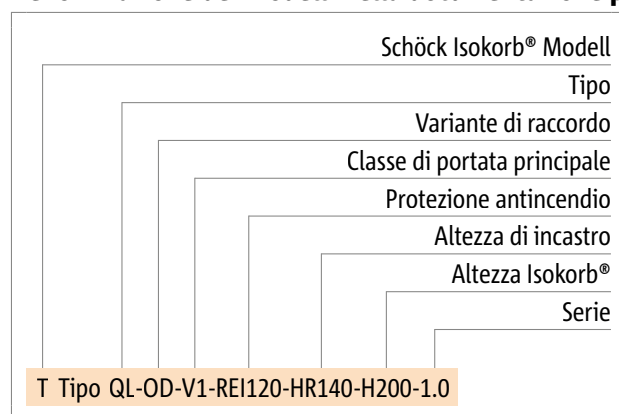 Schöck Isokorb® Modell
Tipo
Variante di raccordo
Classe di portata principale
Protezione antincendio
Altezza di incastro
Altezza Isokorb®
Serie
T Tipo QL-OD-V1-REI120-HR140-H200-1.0